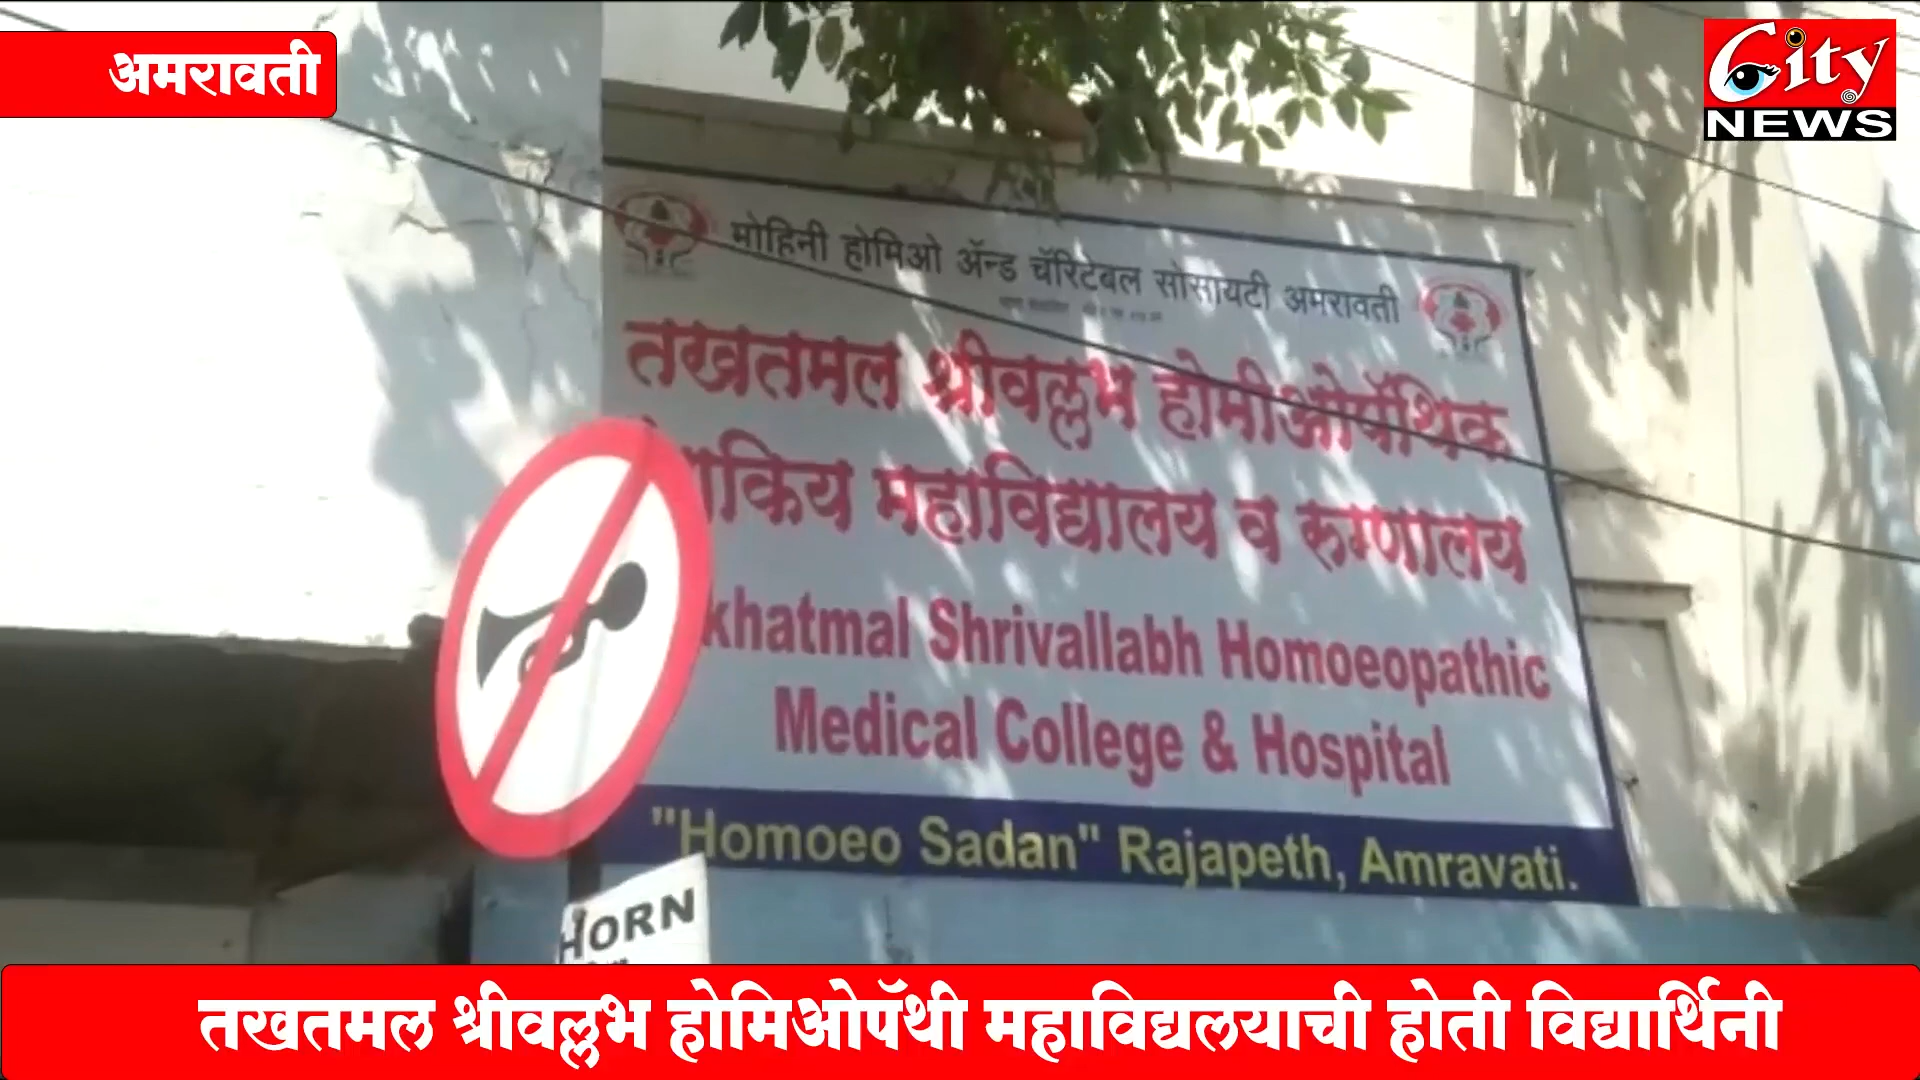 अमरावती
City
NEWS
मोहिनी होमिओ ॲन्ड चॅरिटेबल सोसायटी अमरावती
तखतमल श्रीवल्लभ होमीओपॅथिक
महाविद्यालय व रुग्णालय
Shrivallabh Homoeopathic
Medical College & Hospital
"Homoeo Sadan" Rajapeth, Amravati.
HORN
तखतमल श्रीवल्लभ होमिओपॅथी महाविद्यलयाची होती विद्यार्थिनी